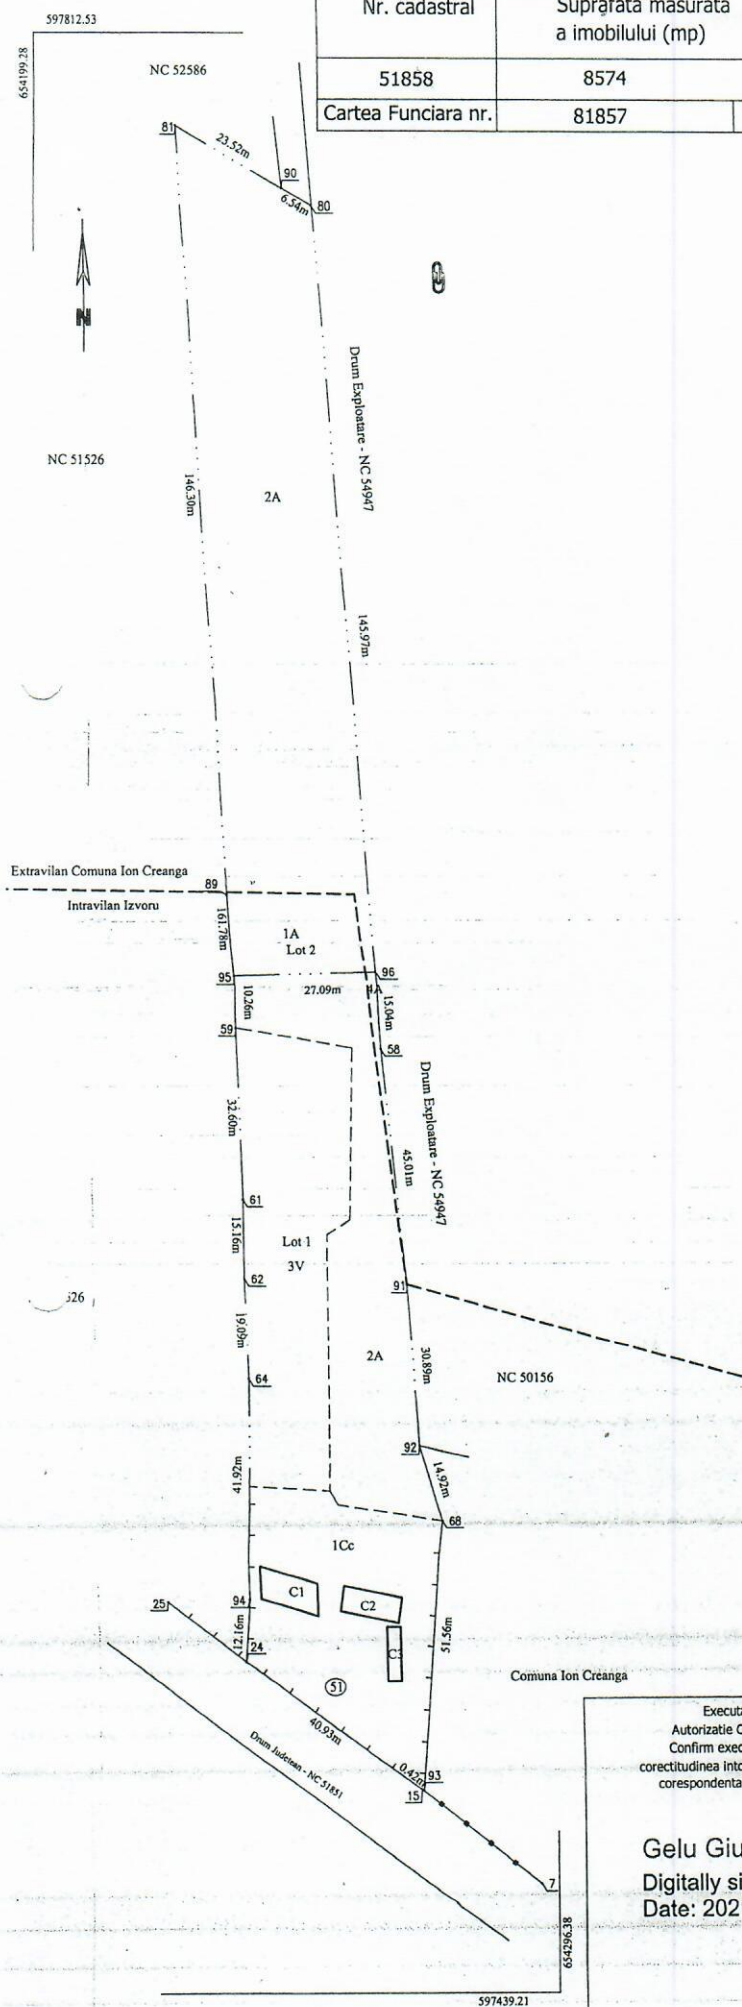 Nr. cadastral
Suprafata masurata
a imobilului (mp)
51858
8574
Cartea Funciara nr.
81857
597812.53
654199.28
NC 52586
81
23.52m
90
6.54m
80
N
Drum Exploatare - NC 54947
NC 51526
146.30m
2A
145.97m
Extravilan Comuna Ion Creanga
89
Intravilan Izvoru
161.78m
1A
Lot 2
95
96
27.09m
10.26m
15.04m
59
58
Drum Exploatare - NC 54947
32.60m
45.01m
61
15.16m
Lot 1
3V
62
91
526
19.09m
30.89m
2A
NC 50156
64
92
41.92m
14.92m
68
1Cc
C1
C2
25
94
12.16m
24
C3
51.56m
51
Comuna Ion Creanga
40.93m
Drum Judetean - NC 51851
0.42m
93
15
7
654296.38
597439.21
Autorizatie
Confirm
corectitudinea
corespondenta
Gelu
Digitally
Date: 202